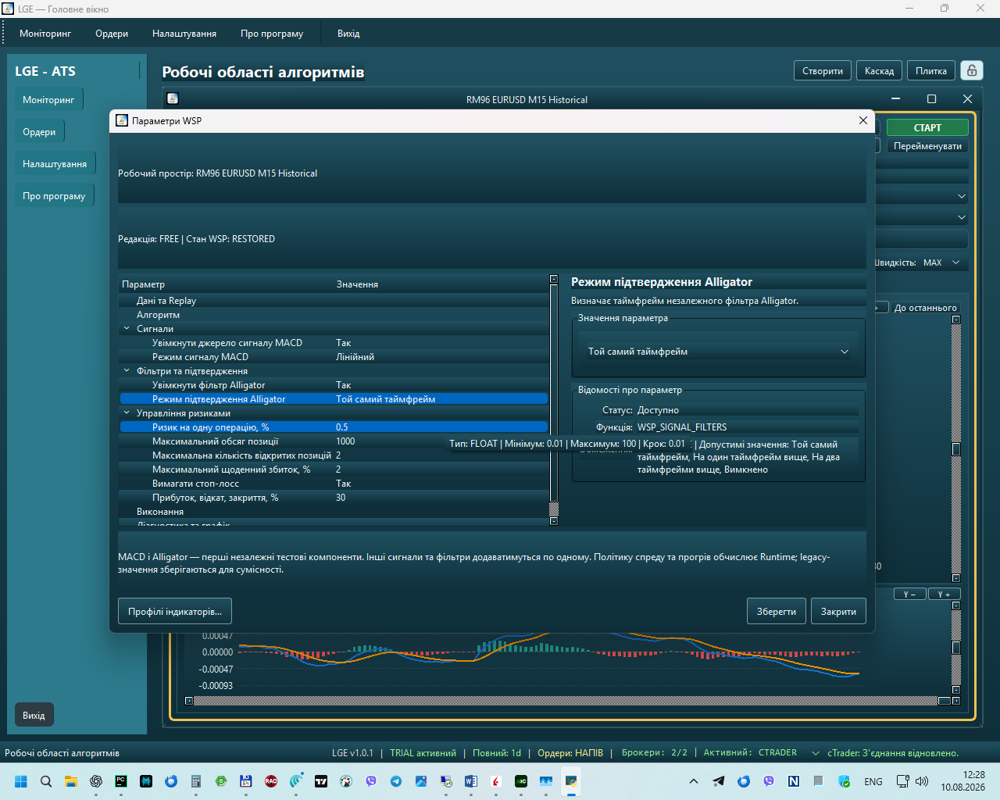 LGE — Головне вікно
Моніторинг Ордери Налаштування Про програму Вихід
LGE - ATS
Робочі області алгоритмів
Створити Каскад Плитка
Моніторинг
RM96 EURUSD M15 Historical
Параметри WSP
СТАРТ
Ордери
Перейменувати
Налаштування
Робочий простір: RM96 EURUSD M15 Historical
Про програму
Редакція: FREE | Стан WSP: RESTORED
Швидкість: MAX
Параметр Значення
Режим підтвердження Alligator
Дані та Replay
Визначає таймфрейм незалежного фільтра Alligator.
До останнього
Алгоритм
Значення параметра
Сигнали
Увімкнути джерело сигналу MACD Так
Той самий таймфрейм
Режим сигналу MACD Лінійний
Фільтри та підтвердження
Увімкнути фільтр Alligator Так
Відомості про параметр
Режим підтвердження Alligator Той самий таймфрейм
Статус: Доступно
Управління ризиками
Ризик на одну операцію, % 0.5
Функція: WSP_SIGNAL_FILTERS
Максимальний обсяг позиції 1000
Тип: FLOAT | Мінімум: 0.01 | Максимум: 100 | Крок: 0.01
| Допустимі значення: Той самий
Максимальна кількість відкритих позицій 2
таймфрейм, На один таймфрейм вище, На два
Максимальний щоденний збиток, % 2
таймфрейми вище, Вимкнено
Вимагати стоп-лосс Так
Прибуток, відкат, закриття, % 30
Виконання
Діагностика та графік
MACD і Alligator — перші незалежні тестові компоненти. Інші сигнали та фільтри додаватимуться по одному. Політику спреду та прогрів обчислює Runtime; legacy-
значення зберігаються для сумісності.
Y − Y +
Профілі індикаторів... Зберегти Закрити
0.00047
0.00000
-0.00047
-0.00093
Вихід
Робочі області алгоритмів LGE v1.0.1 | TRIAL активний | Повний: 1d | Ордери: НАПІВ | Брокери: 2/2 | Активний: CTRADER cTrader: З'єднання відновлено.
ENG
12:28
10.08.2026